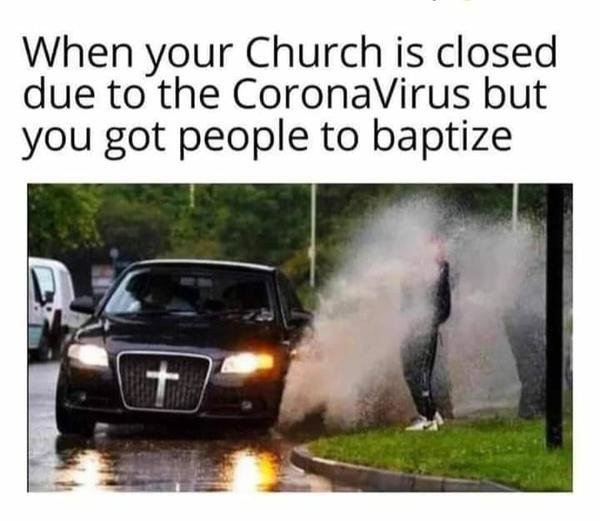 When your Church is closed
due to the CoronaVirus but
you got people to baptize